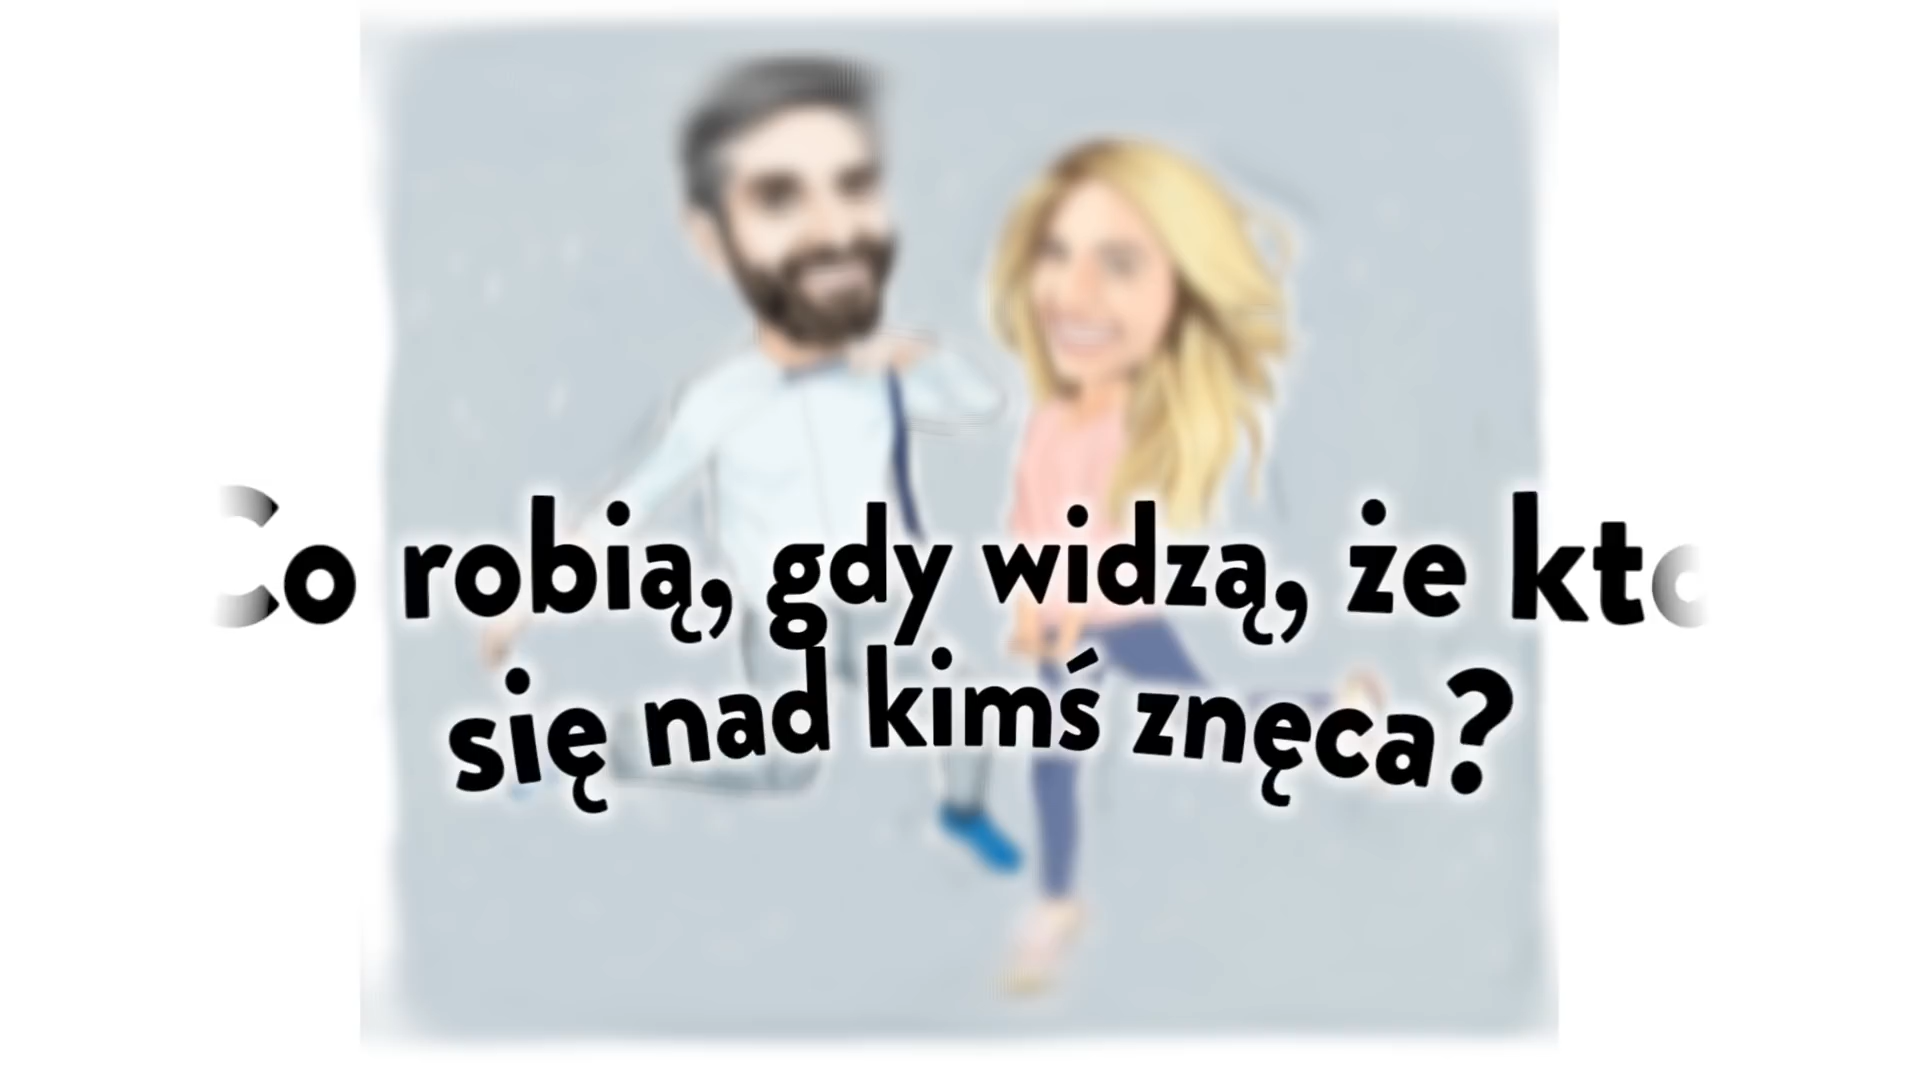 Co robią, gdy widzą, że kto
się nad kimś znęca?